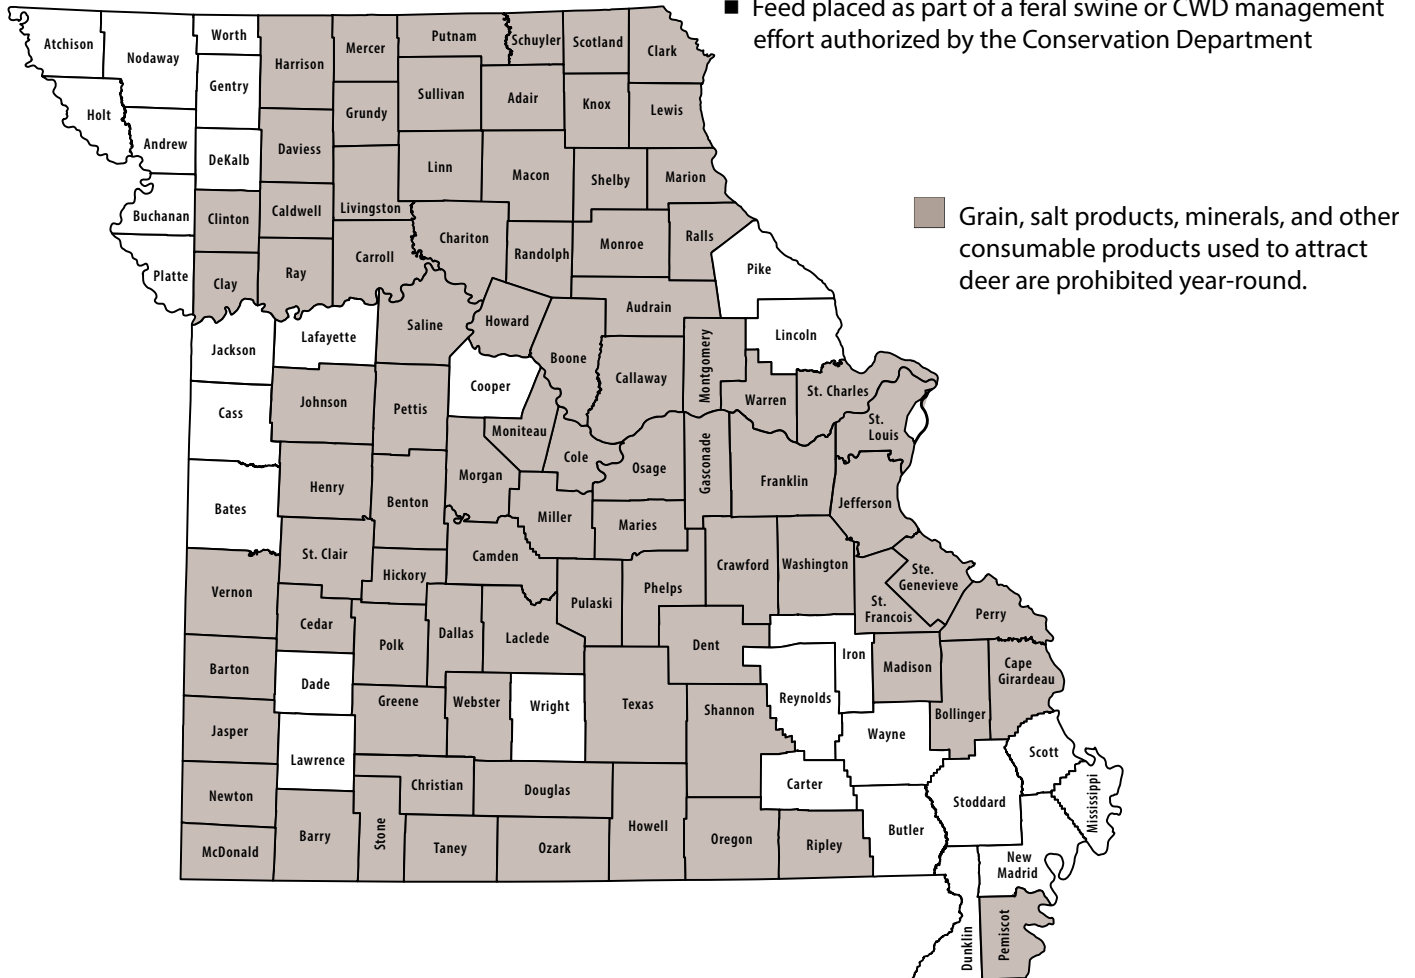 ■ Feed placed as part of a feral swine or CWD management
effort authorized by the Conservation Department
Grain, salt products, minerals, and other
consumable products used to attract
deer are prohibited year-round.
Atchison
Nodaway
Worth
Gentry
Harrison
Mercer
Putnam
Schuyler
Scotland
Clark
Holt
Andrew
DeKalb
Daviess
Grundy
Sullivan
Adair
Knox
Lewis
Buchanan
Clinton
Caldwell
Livingston
Linn
Macon
Shelby
Marion
Platte
Clay
Ray
Carroll
Chariton
Randolph
Monroe
Ralls
Pike
Jackson
Lafayette
Saline
Howard
Boone
Audrain
Callaway
Montgomery
Lincoln
Cass
Johnson
Pettis
Cooper
Moniteau
Cole
Osage
Gasconade
Warren
St. Charles
St.
Louis
Bates
Henry
Benton
Morgan
Miller
Maries
Franklin
Jefferson
Vernon
St. Clair
Hickory
Camden
Pulaski
Phelps
Crawford
Washington
St.
Francois
Ste.
Genevieve
Perry
Barton
Cedar
Polk
Dallas
Laclede
Dent
Iron
Madison
Cape
Girardeau
Bollinger
Dade
Greene
Webster
Wright
Texas
Shannon
Reynolds
Wayne
Jasper
Lawrence
Christian
Douglas
Howell
Carter
Stoddard
Scott
Mississippi
Newton
McDonald
Barry
Stone
Taney
Ozark
Oregon
Ripley
Butler
New
Madrid
Dunklin
Pemiscot